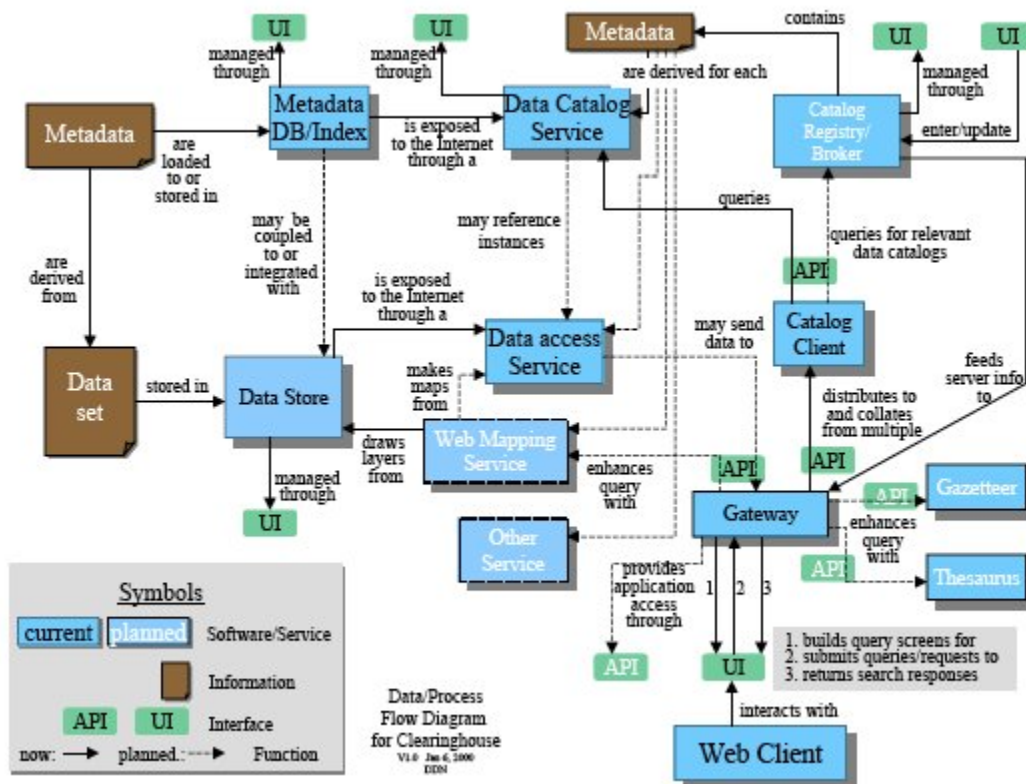 UI
UI
Metadata
contains
UI
UI
managed
through
managed
through
are derived for each
managed
through
Metadata
DB/Index
Data Catalog
Service
Catalog
Registry/
Broker
Metadata
is exposed
to the Internet
through a
enter/update
are
loaded
to or
stored in
queries
may be
coupled
to or
integrated
with
may reference
instances
queries for relevant
data catalogs
API
are
derived
from
is exposed
to the Internet
through a
Data access
Service
may send
data to
Catalog
Client
Data
set
stored in
Data Store
makes
maps
from
feeds
server info
to
distributes to
and collates
from multiple
draws
layers
from
Web Mapping
Service
enhances
query
with
API
API
managed
through
UI
Gateway
API
Gazetteer
enhances
query
with
Other
Service
API
Thesaurus
provides
application
access
through
1
2
3
API
UI
1. builds query screens for
2. submits queries/requests to
3. returns search responses
interacts with
Web Client
Symbols
current
planned
Software/Service
Information
API
UI
Interface
now:
planned.:
Function
Data/Process
Flow Diagram
for Clearinghouse
V1.0 Jan 6, 2000
DDN